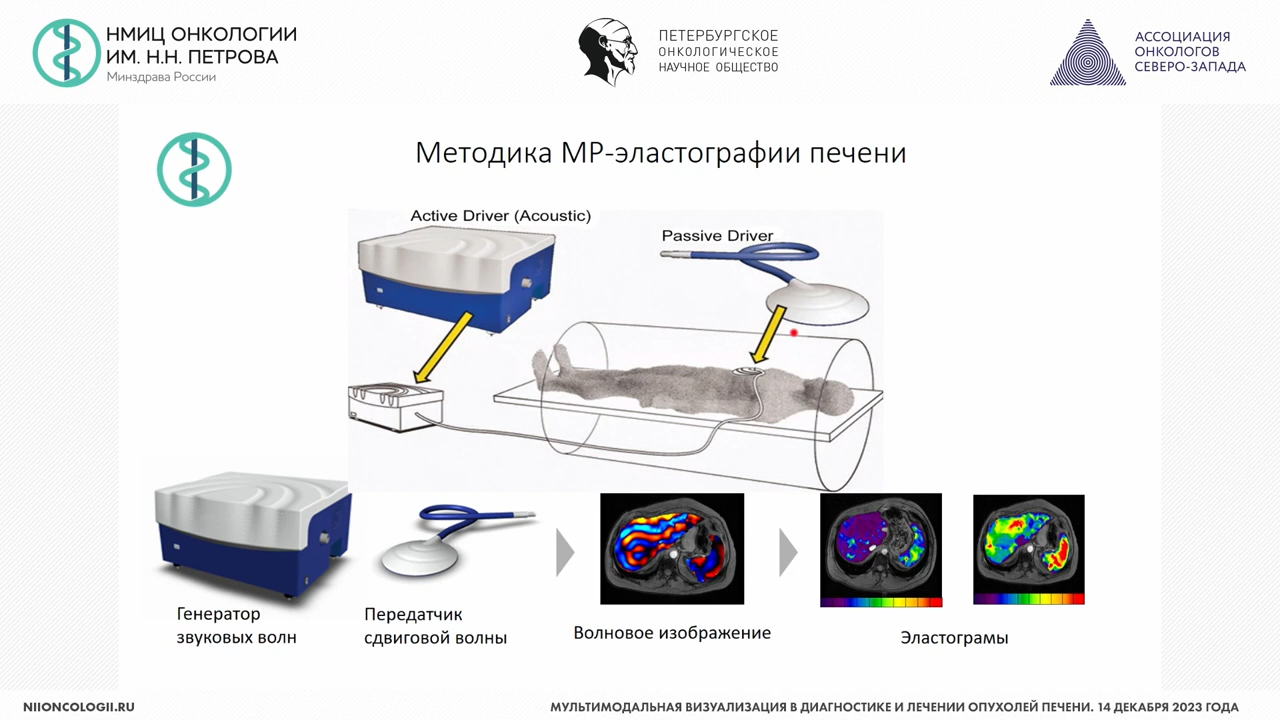 НМИЦ ОНКОЛОГИИ
ИМ. Н.Н. ПЕТРОВА
Минздрава России
ПЕТЕРБУРГСКОЕ
ОНКОЛОГИЧЕСКОЕ
НАУЧНОЕ ОБЩЕСТВО
АССОЦИАЦИЯ
ОНКОЛОГОВ
СЕВЕРО-ЗАПАДА
Методика МР-эластографии печени
Active Driver (Acoustic)
Passive Driver
Генератор
звуковых волн
Передатчик
сдвиговой волны
Волновое изображение
Эластограмы
NIIONCOLOGII.RU
МУЛЬТИМОДАЛЬНАЯ ВИЗУАЛИЗАЦИЯ В ДИАГНОСТИКЕ И ЛЕЧЕНИИ ОПУХОЛЕЙ ПЕЧЕНИ. 14 ДЕКАБРЯ 2023 ГОДА